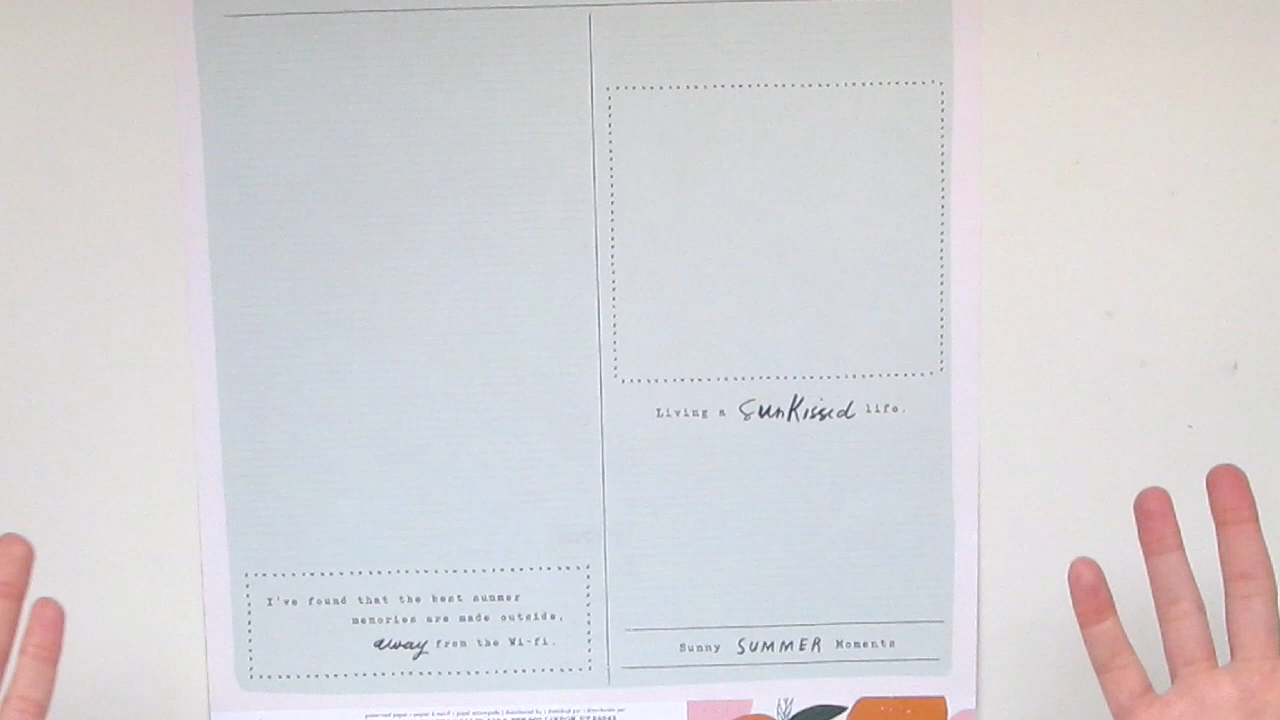 Living a SunKissed life.
I've found that the best summer
memories are made outside,
away from the Wi-fi.
Sunny SUMMER Moments